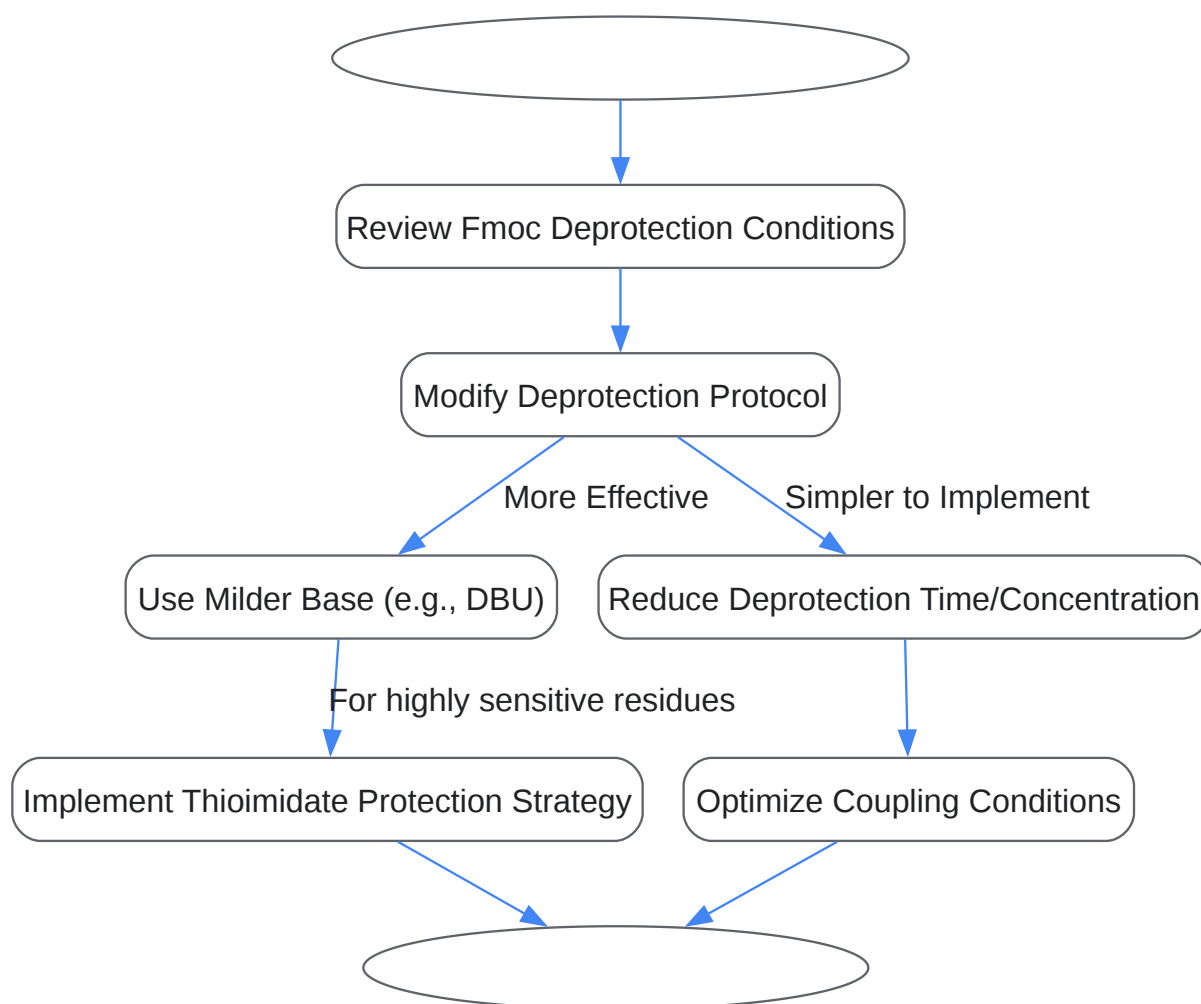 Review Fmoc Deprotection Conditions
Modify Deprotection Protocol
More Effective
Simpler to Implement
Use Milder Base (e.g., DBU)
Reduce Deprotection Time/Concentration
For highly sensitive residues
Implement Thioimidate Protection Strategy
Optimize Coupling Conditions